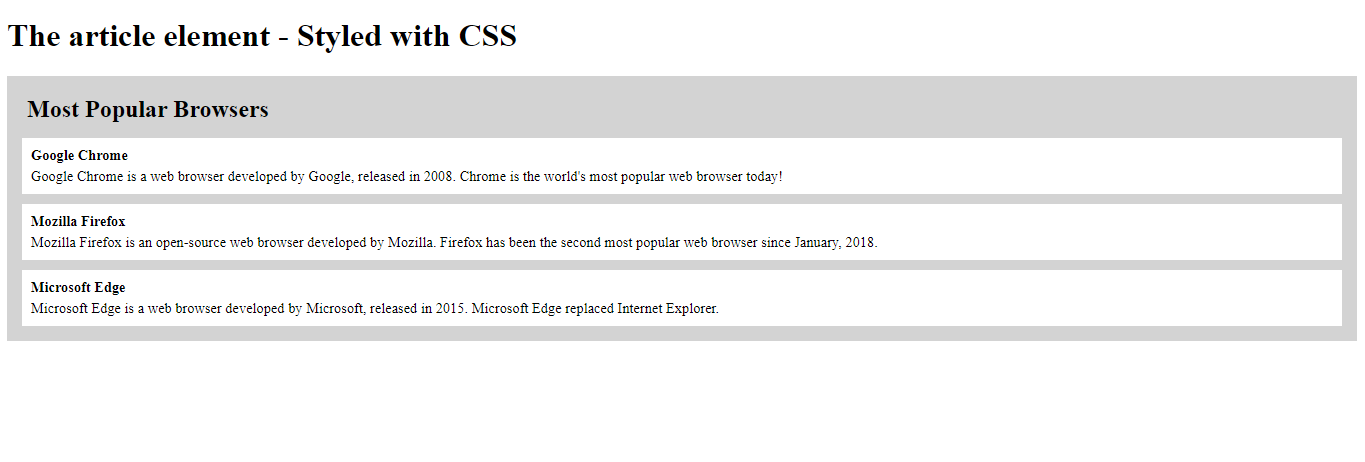 The article element - Styled with CSS
Most Popular Browsers
Google Chrome
Google Chrome is a web browser developed by Google, released in 2008. Chrome is the world's most popular web browser today!
Mozilla Firefox
Mozilla Firefox is an open-source web browser developed by Mozilla. Firefox has been the second most popular web browser since January, 2018.
Microsoft Edge
Microsoft Edge is a web browser developed by Microsoft, released in 2015. Microsoft Edge replaced Internet Explorer.